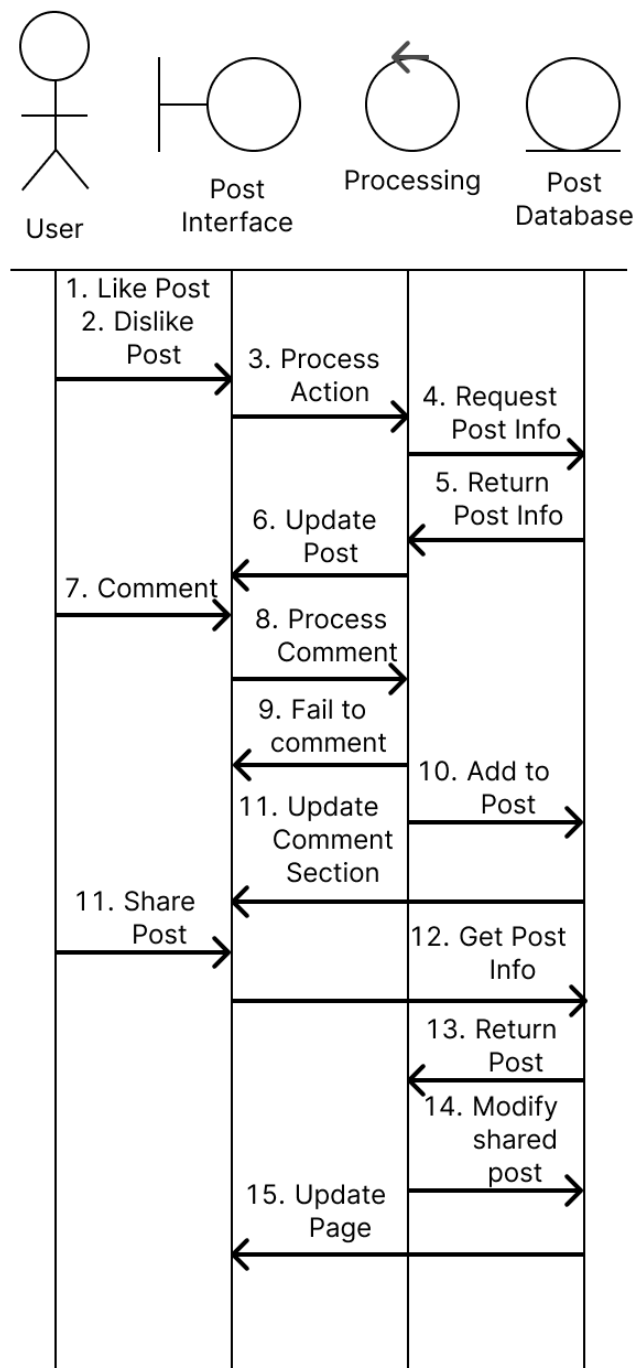 User
Post
Interface
Processing
Post
Database
1. Like Post
2. Dislike
Post
3. Process
Action
4. Request
Post Info
5. Return
Post Info
6. Update
Post
7. Comment
8. Process
Comment
9. Fail to
comment
10. Add to
Post
11. Update
Comment
Section
11. Share
Post
12. Get Post
Info
13. Return
Post
14. Modify
shared
post
15. Update
Page